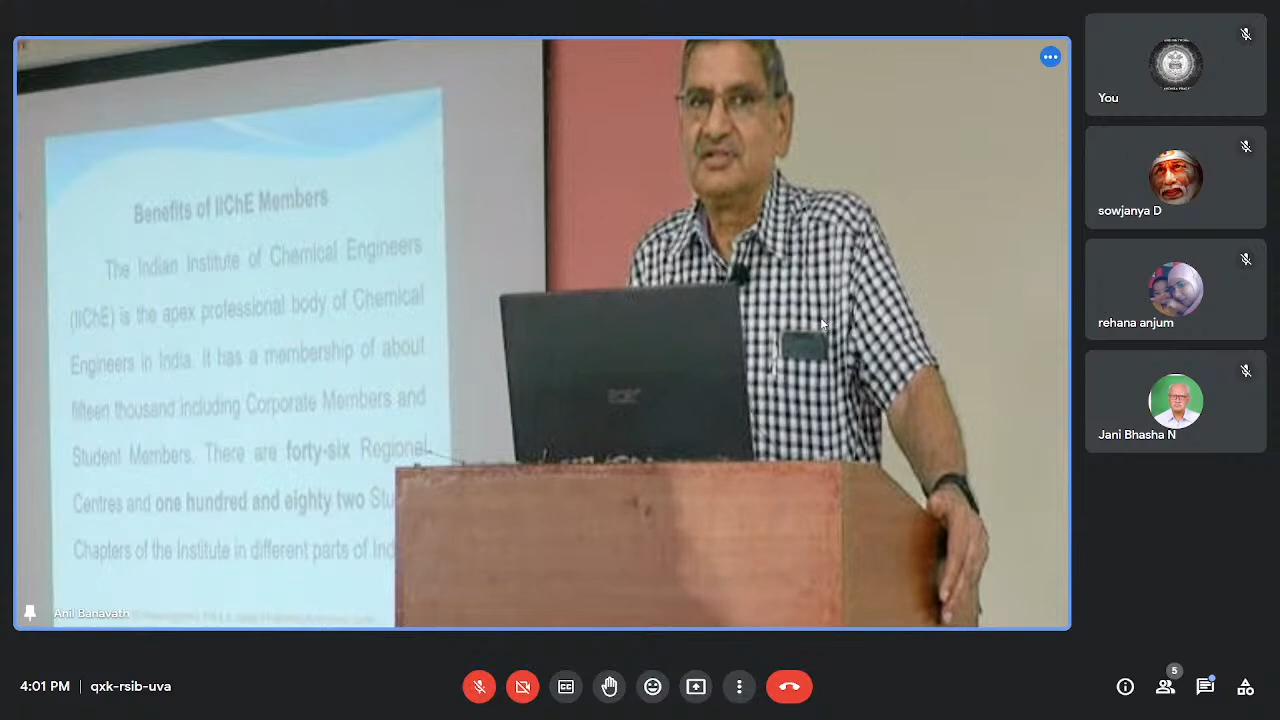 Benefits of IIChE Members
The Indian Institute of Chemical Engineers
(IIChE) is the apex professional body of Chemical
Engineers in India. It has a membership of about
fifteen thousand including Corporate Members and
Student Members. There are forty-six Regional
Centres and one hundred and eighty two Stu
Chapters of the Institute in different parts of Ind
Anil Banavath
You
sowjanya D
rehana anjum
Jani Bhasha N
4:01 PM | qxk-rsib-uva
5